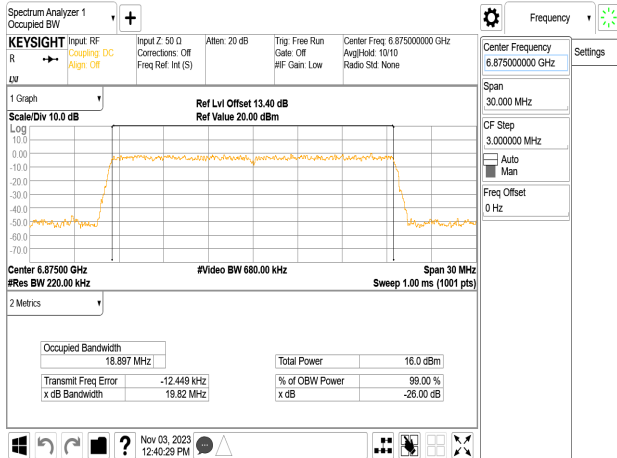 Spectrum Analyzer 1
Occupied BW
Frequency
KEYSIGHT
R
Input: RF
Coupling: DC
Align: Off
Input Z: 50 Ω
Corrections: Off
Freq Ref: Int (S)
Atten: 20 dB
Trig: Free Run
Gate: Off
#IF Gain: Low
Center Freq: 6.875000000 GHz
Avg|Hold: 10/10
Radio Std: None
Center Frequency
6.875000000 GHz
Settings
Span
30.000 MHz
CF Step
3.000000 MHz
Auto
Man
Freq Offset
0 Hz
1 Graph
Scale/Div 10.0 dB
Ref Lvl Offset 13.40 dB
Ref Value 20.00 dBm
Log
10.0
0.00
-10.0
-20.0
-30.0
-40.0
-50.0
-60.0
-70.0
Center 6.87500 GHz
#Res BW 220.00 kHz
#Video BW 680.00 kHz
Span 30 MHz
Sweep 1.00 ms (1001 pts)
2 Metrics
Occupied Bandwidth
18.897 MHz
Total Power 16.0 dBm
Transmit Freq Error -12.449 kHz
% of OBW Power 99.00 %
x dB Bandwidth 19.82 MHz
x dB -26.00 dB
?
Nov 03, 2023
12:40:29 PM